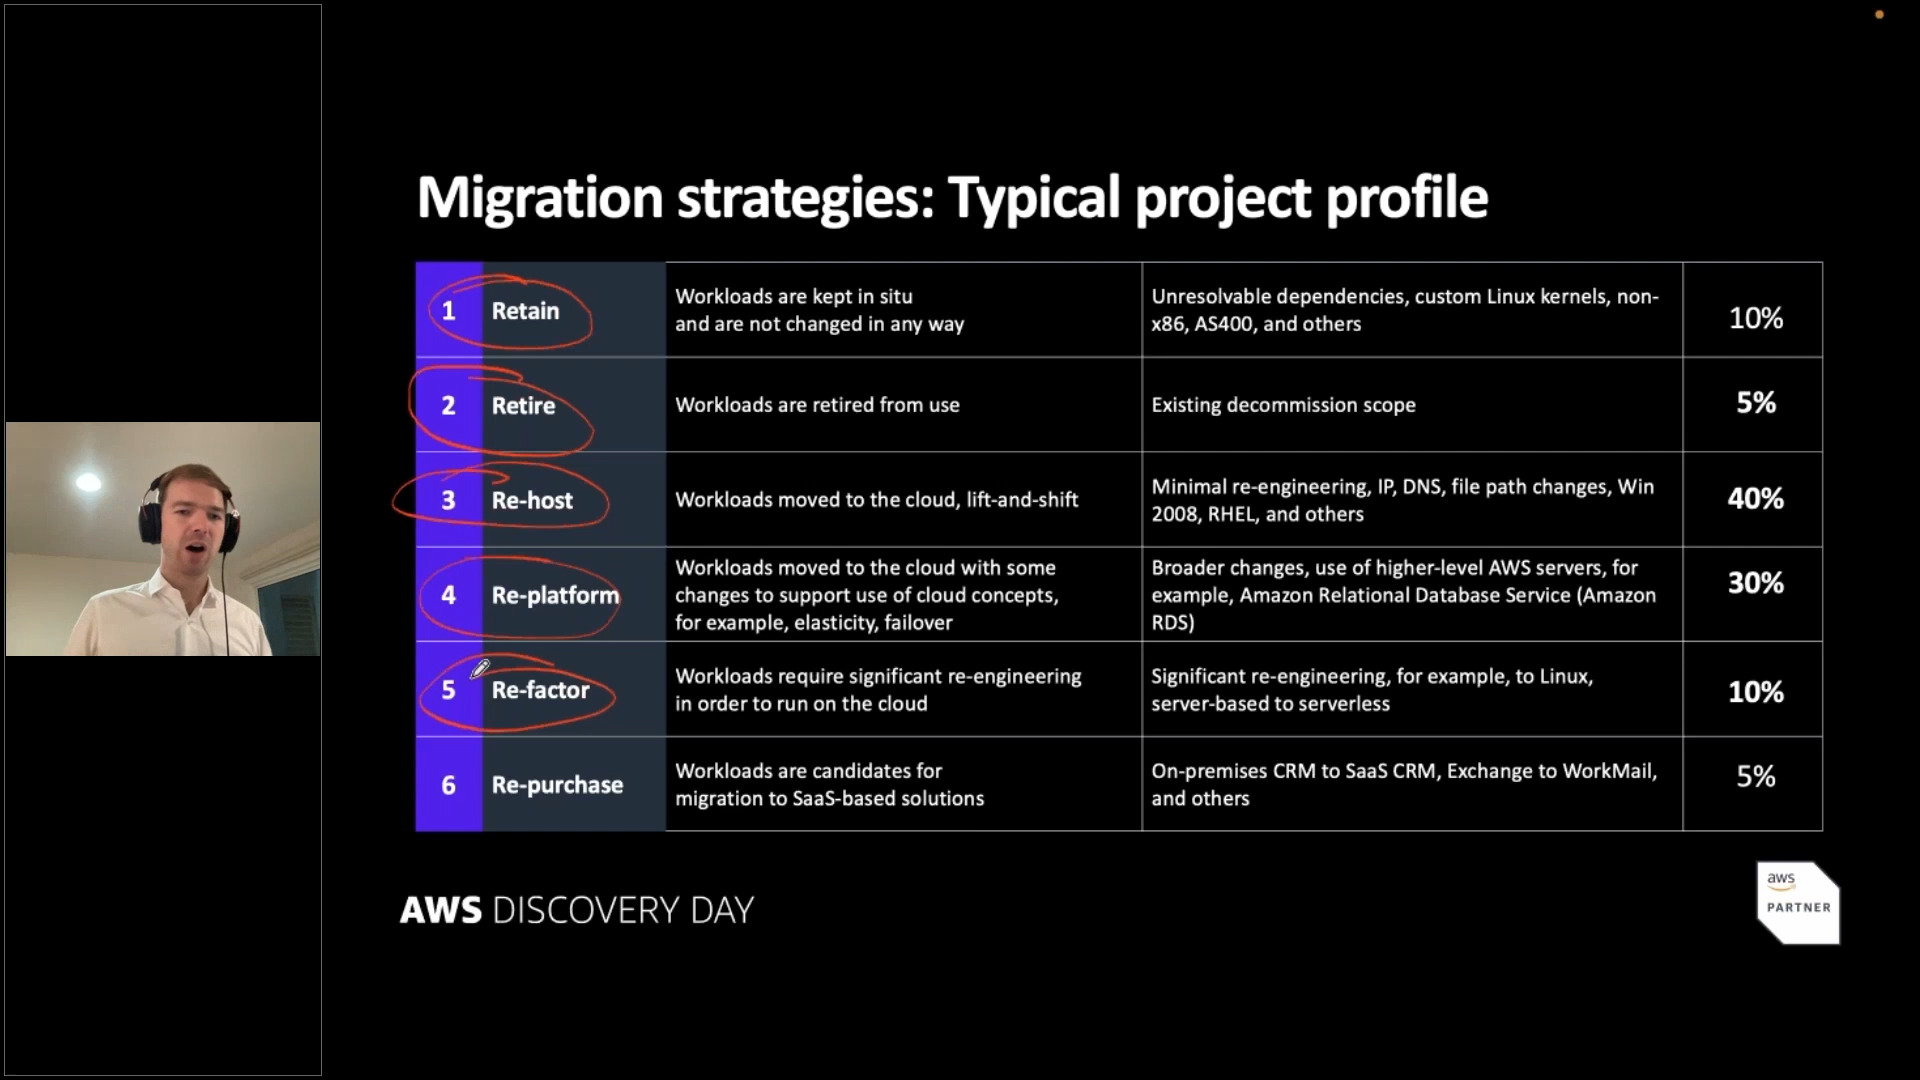 Migration strategies: Typical project profile
1 Retain
Workloads are kept in situ
and are not changed in any way
Unresolvable dependencies, custom Linux kernels, non-
x86, AS400, and others
10%
2 Retire
Workloads are retired from use
Existing decommission scope
5%
3 Re-host
Workloads moved to the cloud, lift-and-shift
Minimal re-engineering, IP, DNS, file path changes, Win
2008, RHEL, and others
40%
4 Re-platform
Workloads moved to the cloud with some
changes to support use of cloud concepts,
for example, elasticity, failover
Broader changes, use of higher-level AWS servers, for
example, Amazon Relational Database Service (Amazon
RDS)
30%
5 Re-factor
Workloads require significant re-engineering
in order to run on the cloud
Significant re-engineering, for example, to Linux,
server-based to serverless
10%
6 Re-purchase
Workloads are candidates for
migration to SaaS-based solutions
On-premises CRM to SaaS CRM, Exchange to WorkMail,
and others
5%
AWS DISCOVERY DAY
aws
PARTNER